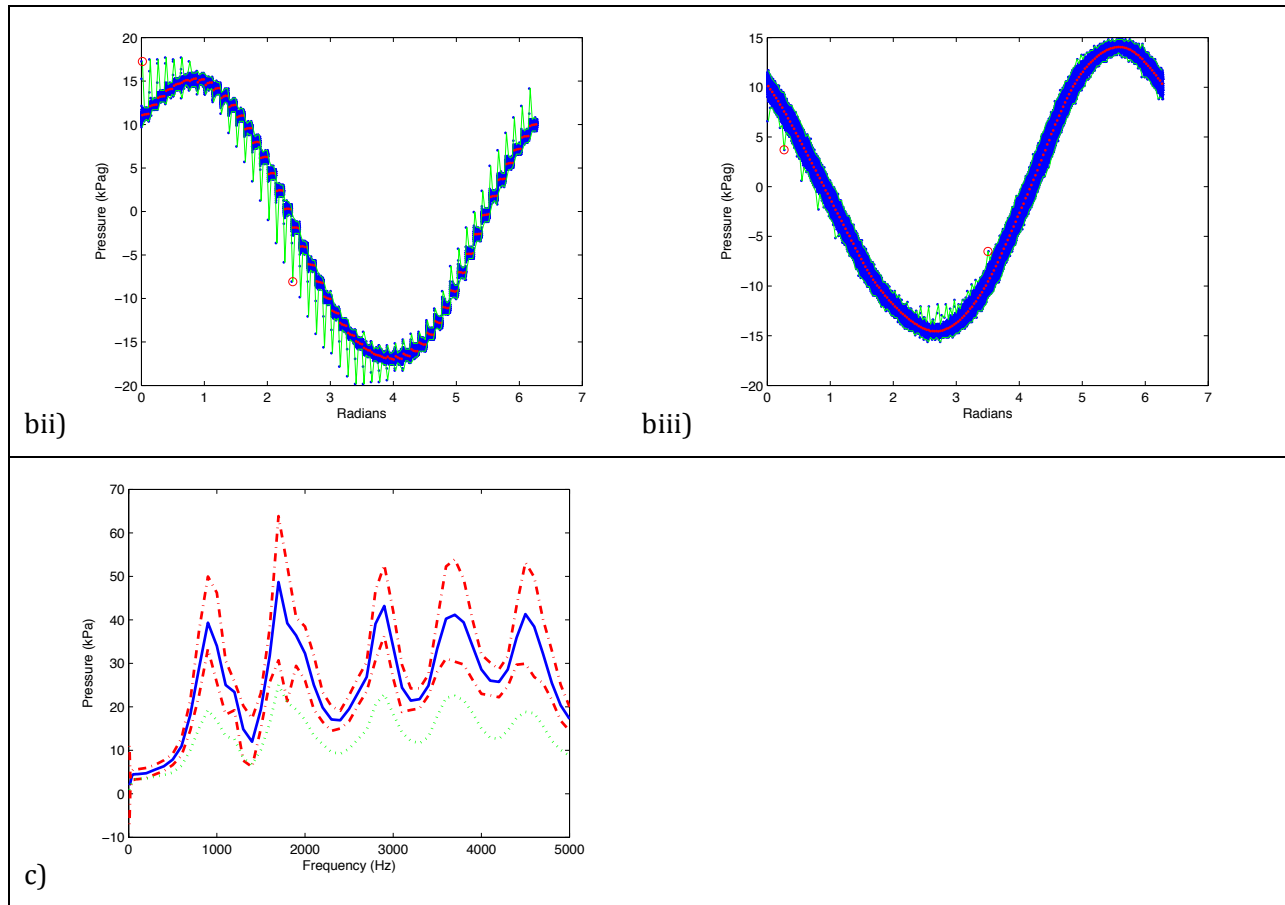 20
15
10
5
0
−5
−10
−15
−20
Pressure (kPag)
0 1 2 3 4 5 6 7
Radians
bii)
15
10
5
0
−5
−10
−15
−20
Pressure (kPag)
0 1 2 3 4 5 6 7
Radians
biii)
70
60
50
40
30
20
10
0
−10
Pressure (kPa)
0 1000 2000 3000 4000 5000
Frequency (Hz)
c)